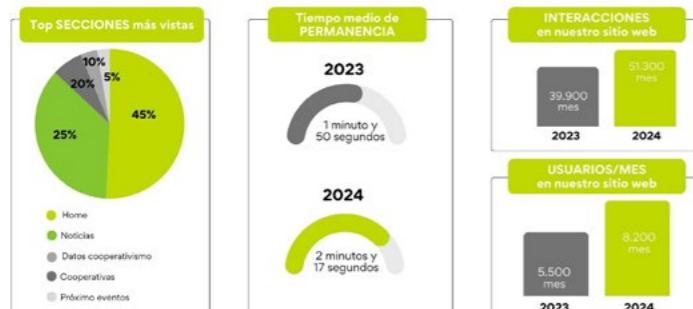 Top SECCIONES más vistas
10%
5%
20%
45%
25%
Home
Noticias
Datos cooperativismo
Cooperativas
Próximo eventos
Tiempo medio de
PERMANENCIA
2023
1 minuto y
50 segundos
2024
2 minutos y
17 segundos
INTERACCIONES
en nuestro sitio web
39.900
mes
51.300
mes
2023
2024
USUARIOS/MES
en nuestro sitio web
5.500
mes
8.200
mes
2023
2024